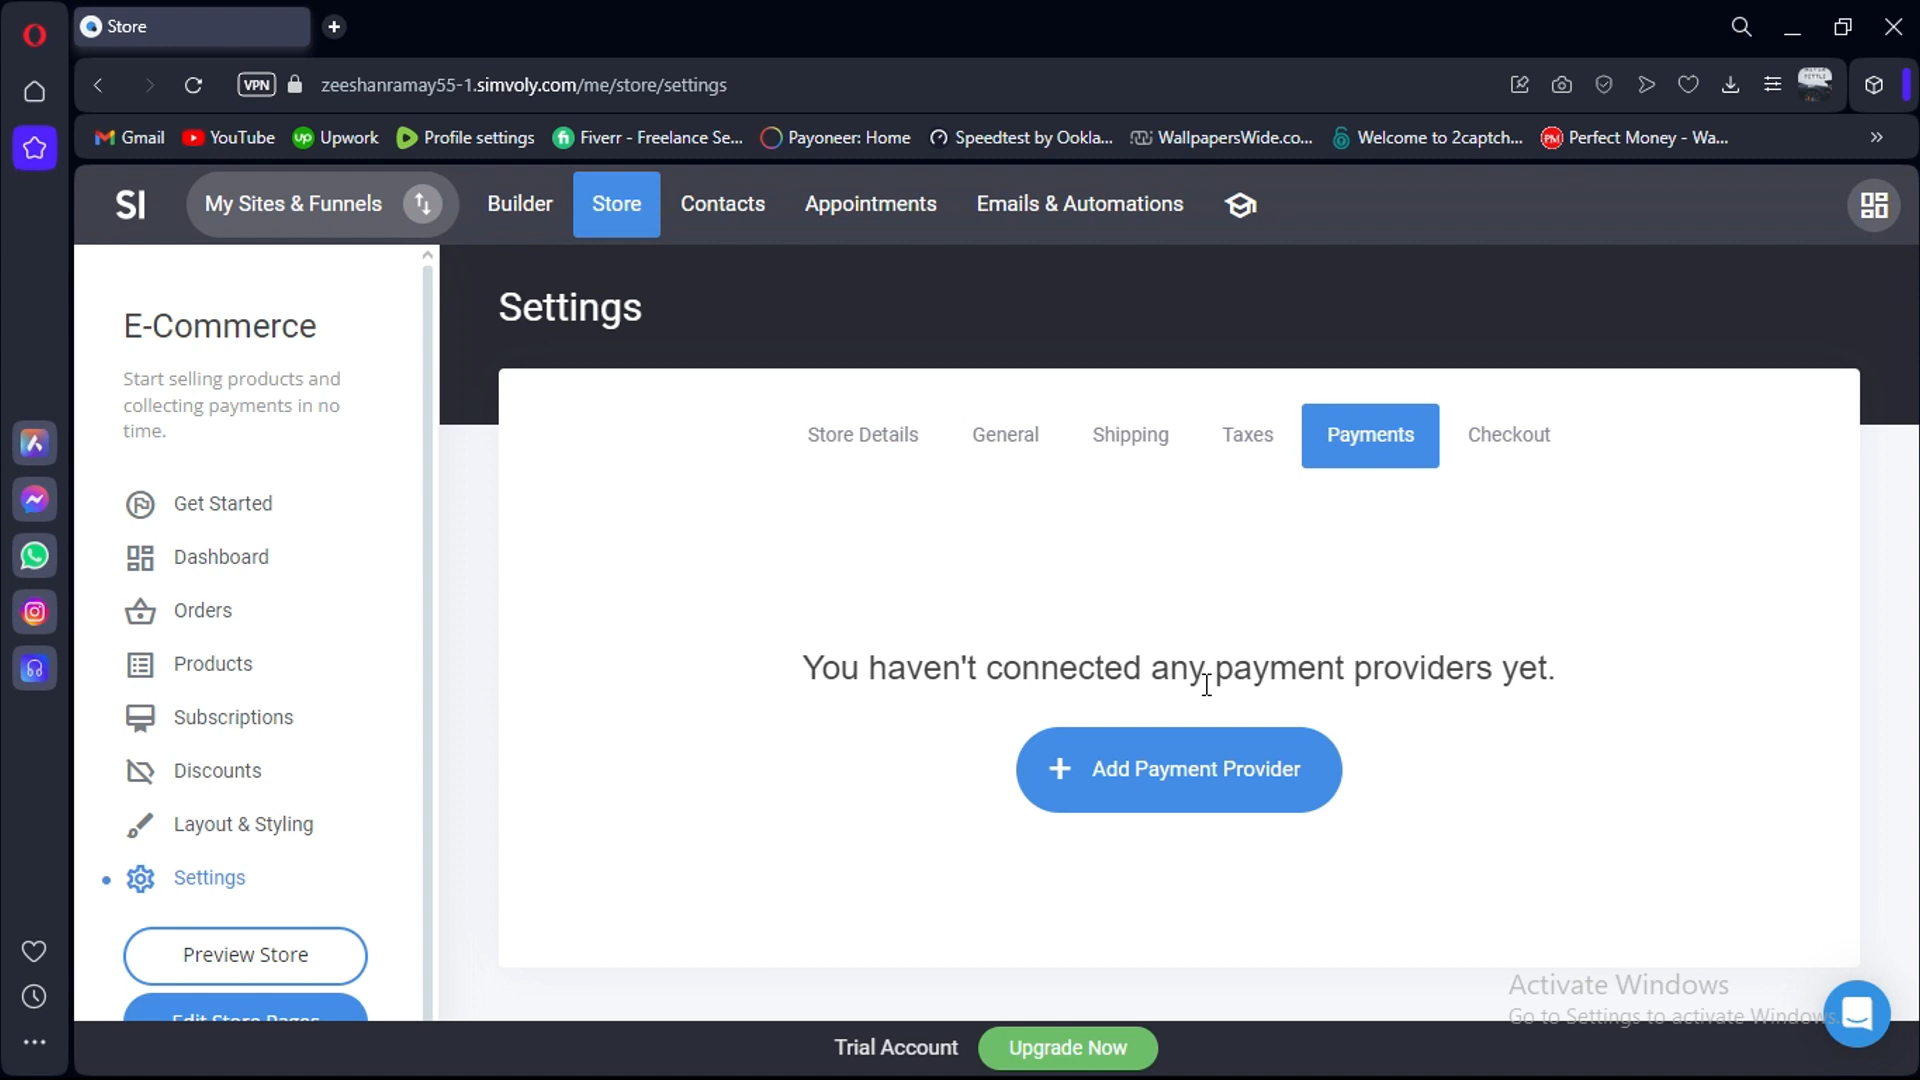 Store
VPN
zeeshanramay55-1.simvoly.com/me/store/settings
Gmail
YouTube
Upwork
Profile settings
Fiverr - Freelance Se...
Payoneer: Home
Speedtest by Ookla...
WallpapersWide.co...
Welcome to 2captch...
Perfect Money - Wa...
SI
My Sites & Funnels
Builder
Store
Contacts
Appointments
Emails & Automations
E-Commerce
Start selling products and
collecting payments in no
time.
Get Started
Dashboard
Orders
Products
Subscriptions
Discounts
Layout & Styling
Settings
Preview Store
Edit Store Pages
Settings
Store Details
General
Shipping
Taxes
Payments
Checkout
You haven't connected any payment providers yet.
+ Add Payment Provider
Activate Windows
Go to Settings to activate Windows.
Trial Account
Upgrade Now